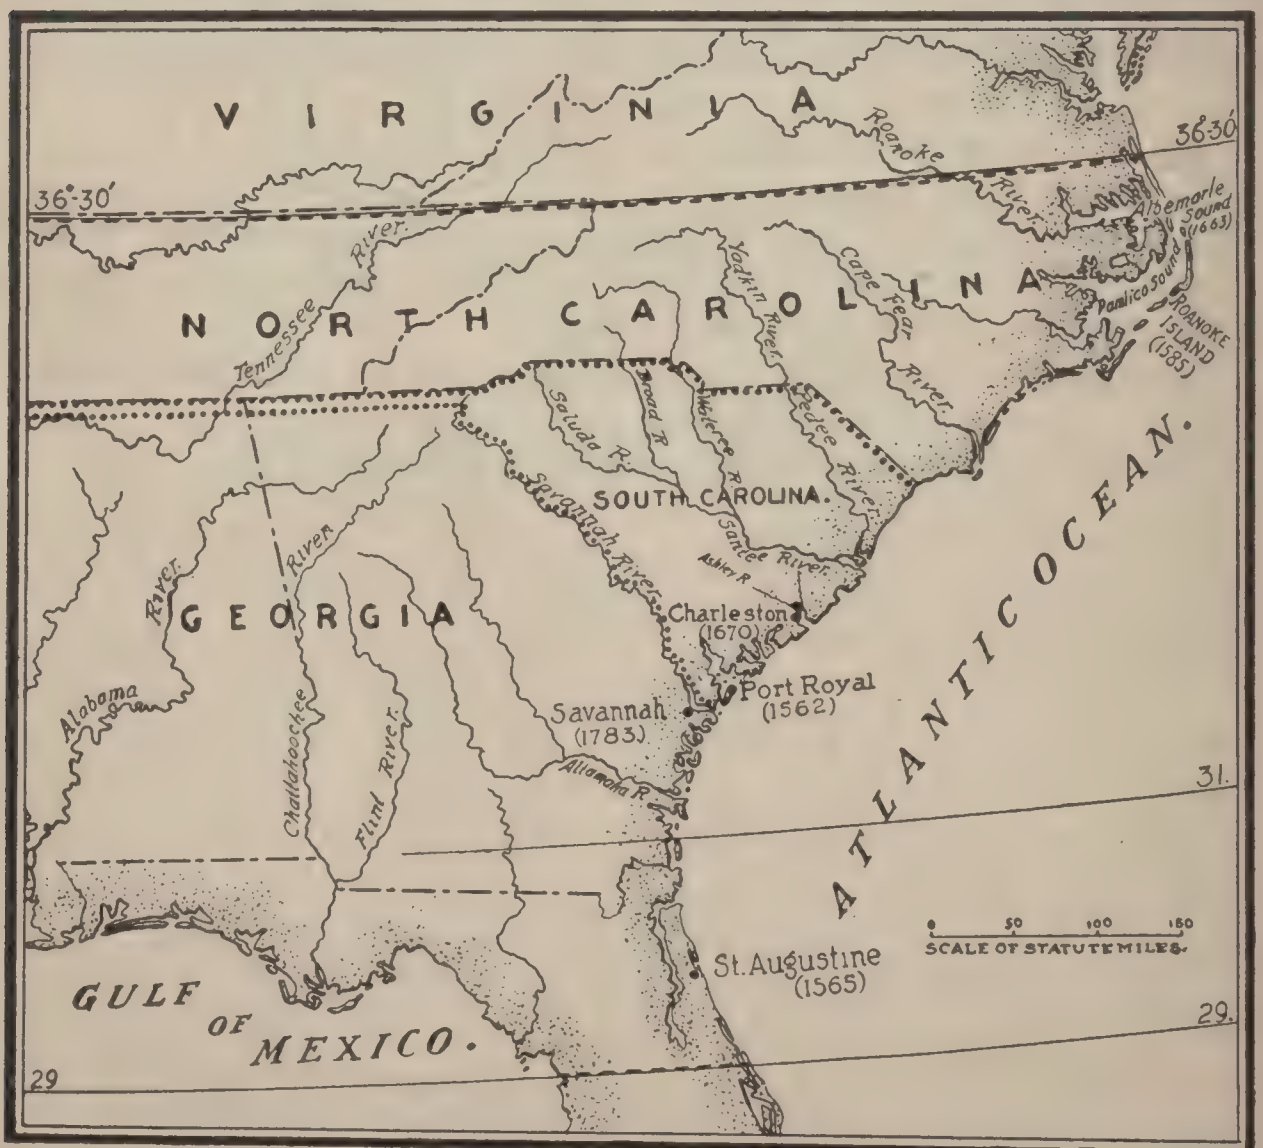 VIRGINIA
Roanoke
River
36°30'
36°30'
Albemarle
Sound
(1663)
River.
Tennessee
NORTH CAROLINA
Yadkin River.
Cape Fear
River.
Pamlico Sound
ROANOKE
ISLAND
(1585)
Saluda R.
Broad R
Wateree R.
Pedee River.
SOUTH CAROLINA.
Savannah River.
Santee River.
Ashley R
Charleston
(1670)
Port Royal
(1562)
Savannah
(1783)
River
River.
GEORGIA
Alabama
Chattahoochee
Flint River.
Altamaha R.
ATLANTIC OCEAN.
31.
0 50 100 150
SCALE OF STATUTE MILES.
St. Augustine
(1565)
GULF
OF
MEXICO.
29.
29